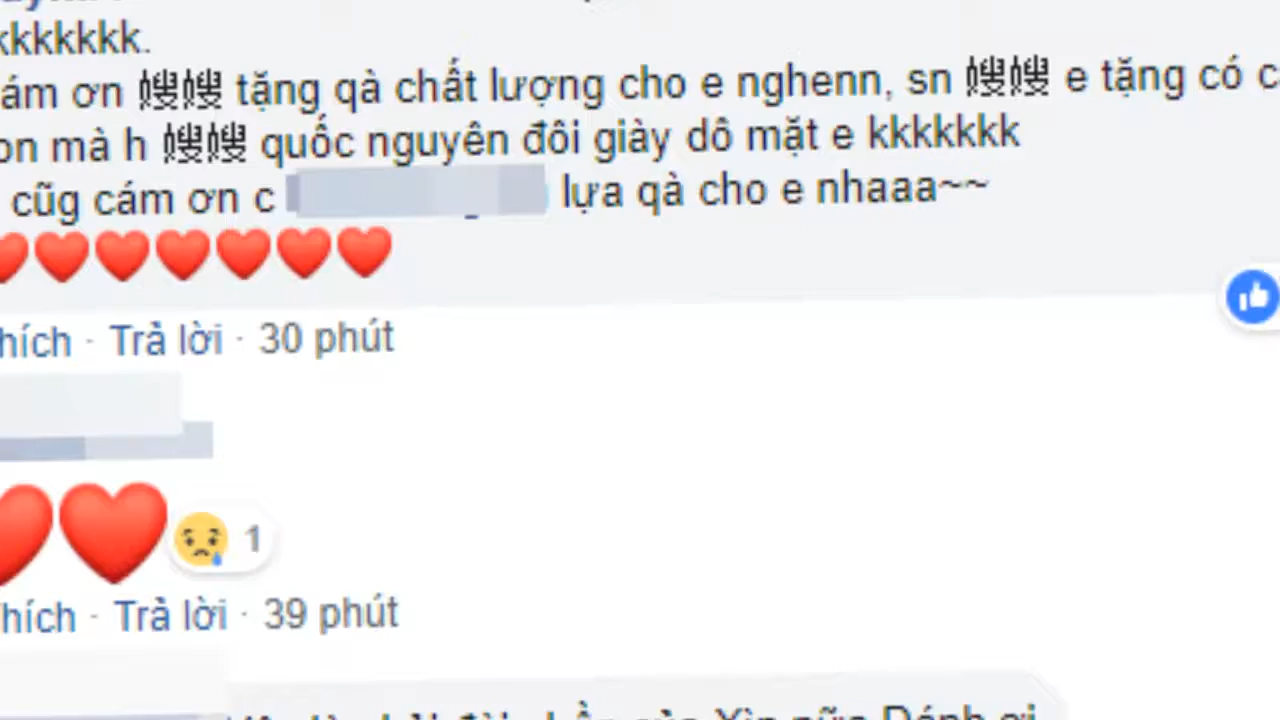 kkkkkkk.
ám ơn 嫂嫂 tặng qà chất lượng cho e nghenn, sn 嫂嫂 e tặng có
on mà h 嫂嫂 quốc nguyên đôi giày dô mặt e kkkkkkk
cũg cám ơn c lựa qà cho e nhaaa~~
hích · Trả lời · 30 phút
1
hích · Trả lời · 39 phút